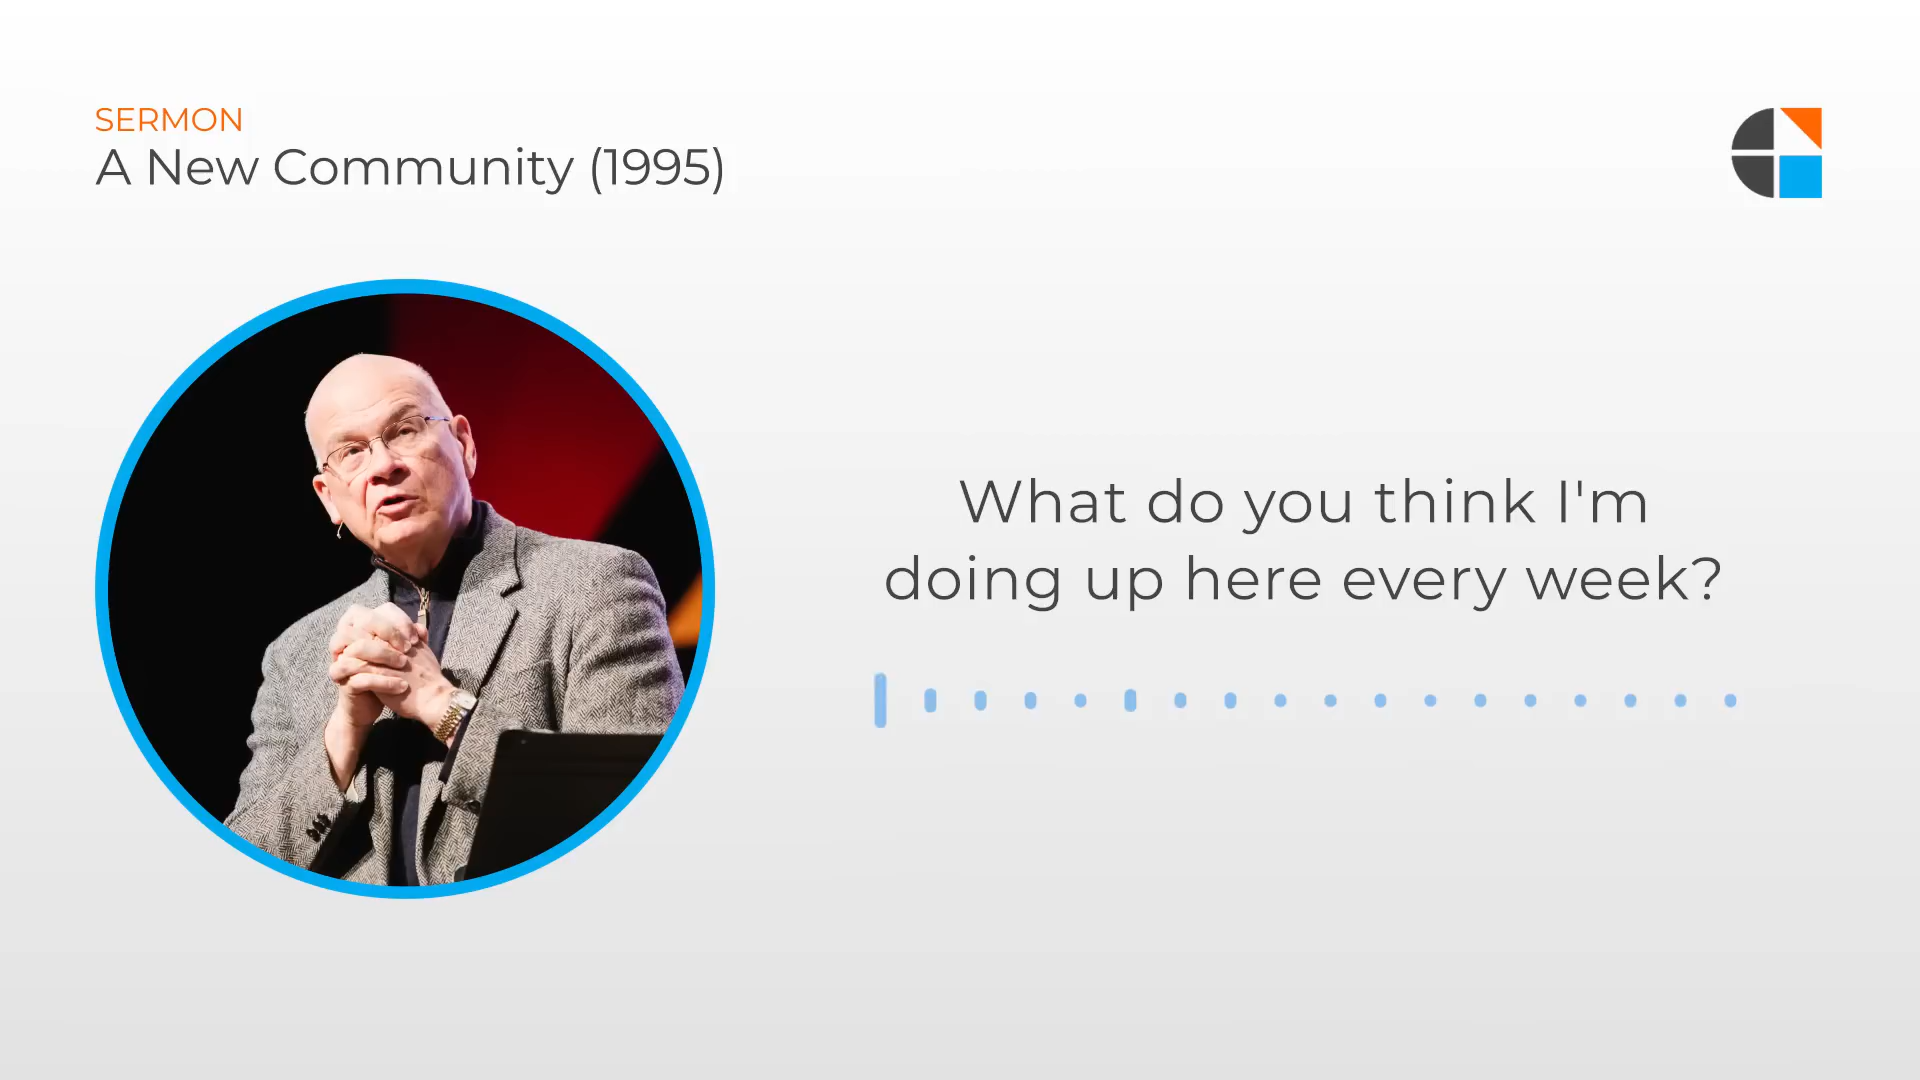 SERMON
A New Community (1995)
What do you think I'm
doing up here every week?